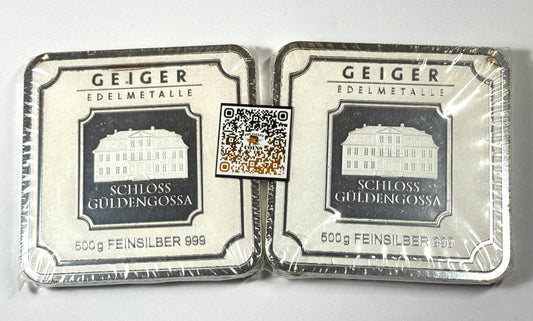 GEIGER
EDELMETALLE
SCHLOSS
GÜLDENGOSSA
500g FEINSILBER 999
GEIGER
EDELMETALLE
SCHLOSS
GÜLDENGOSSA
500g FEINSILBER 999